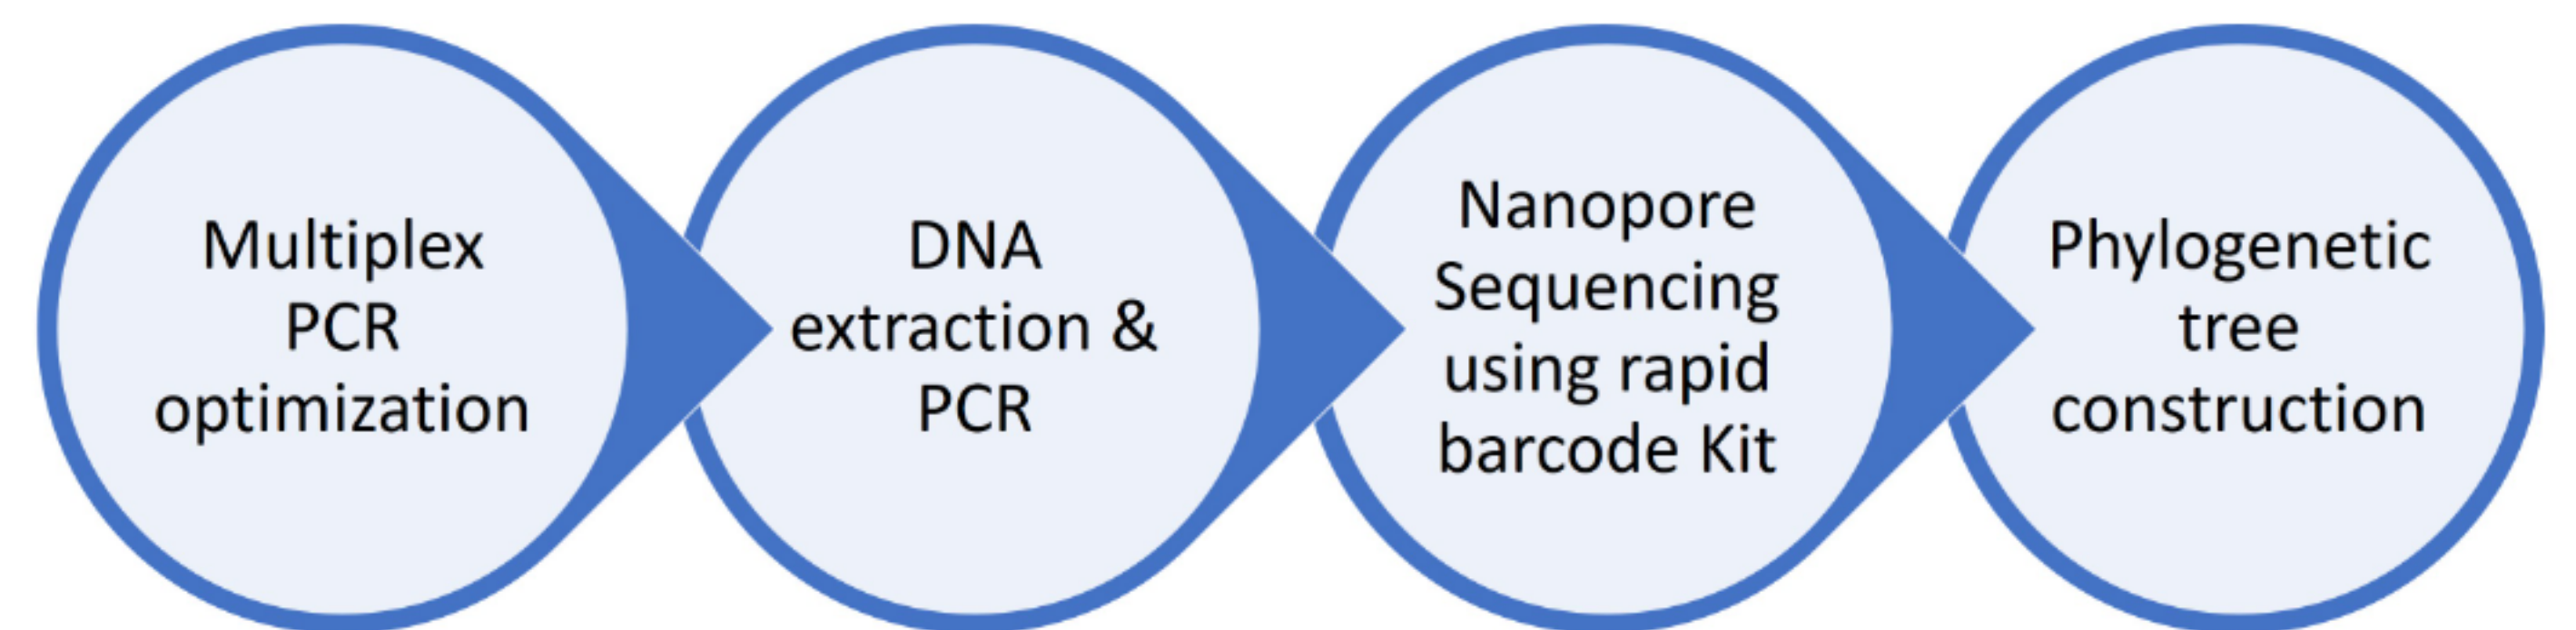 Multiplex
PCR
optimization
DNA
extraction &
PCR
Nanopore
Sequencing
using rapid
barcode Kit
Phylogenetic
tree
construction